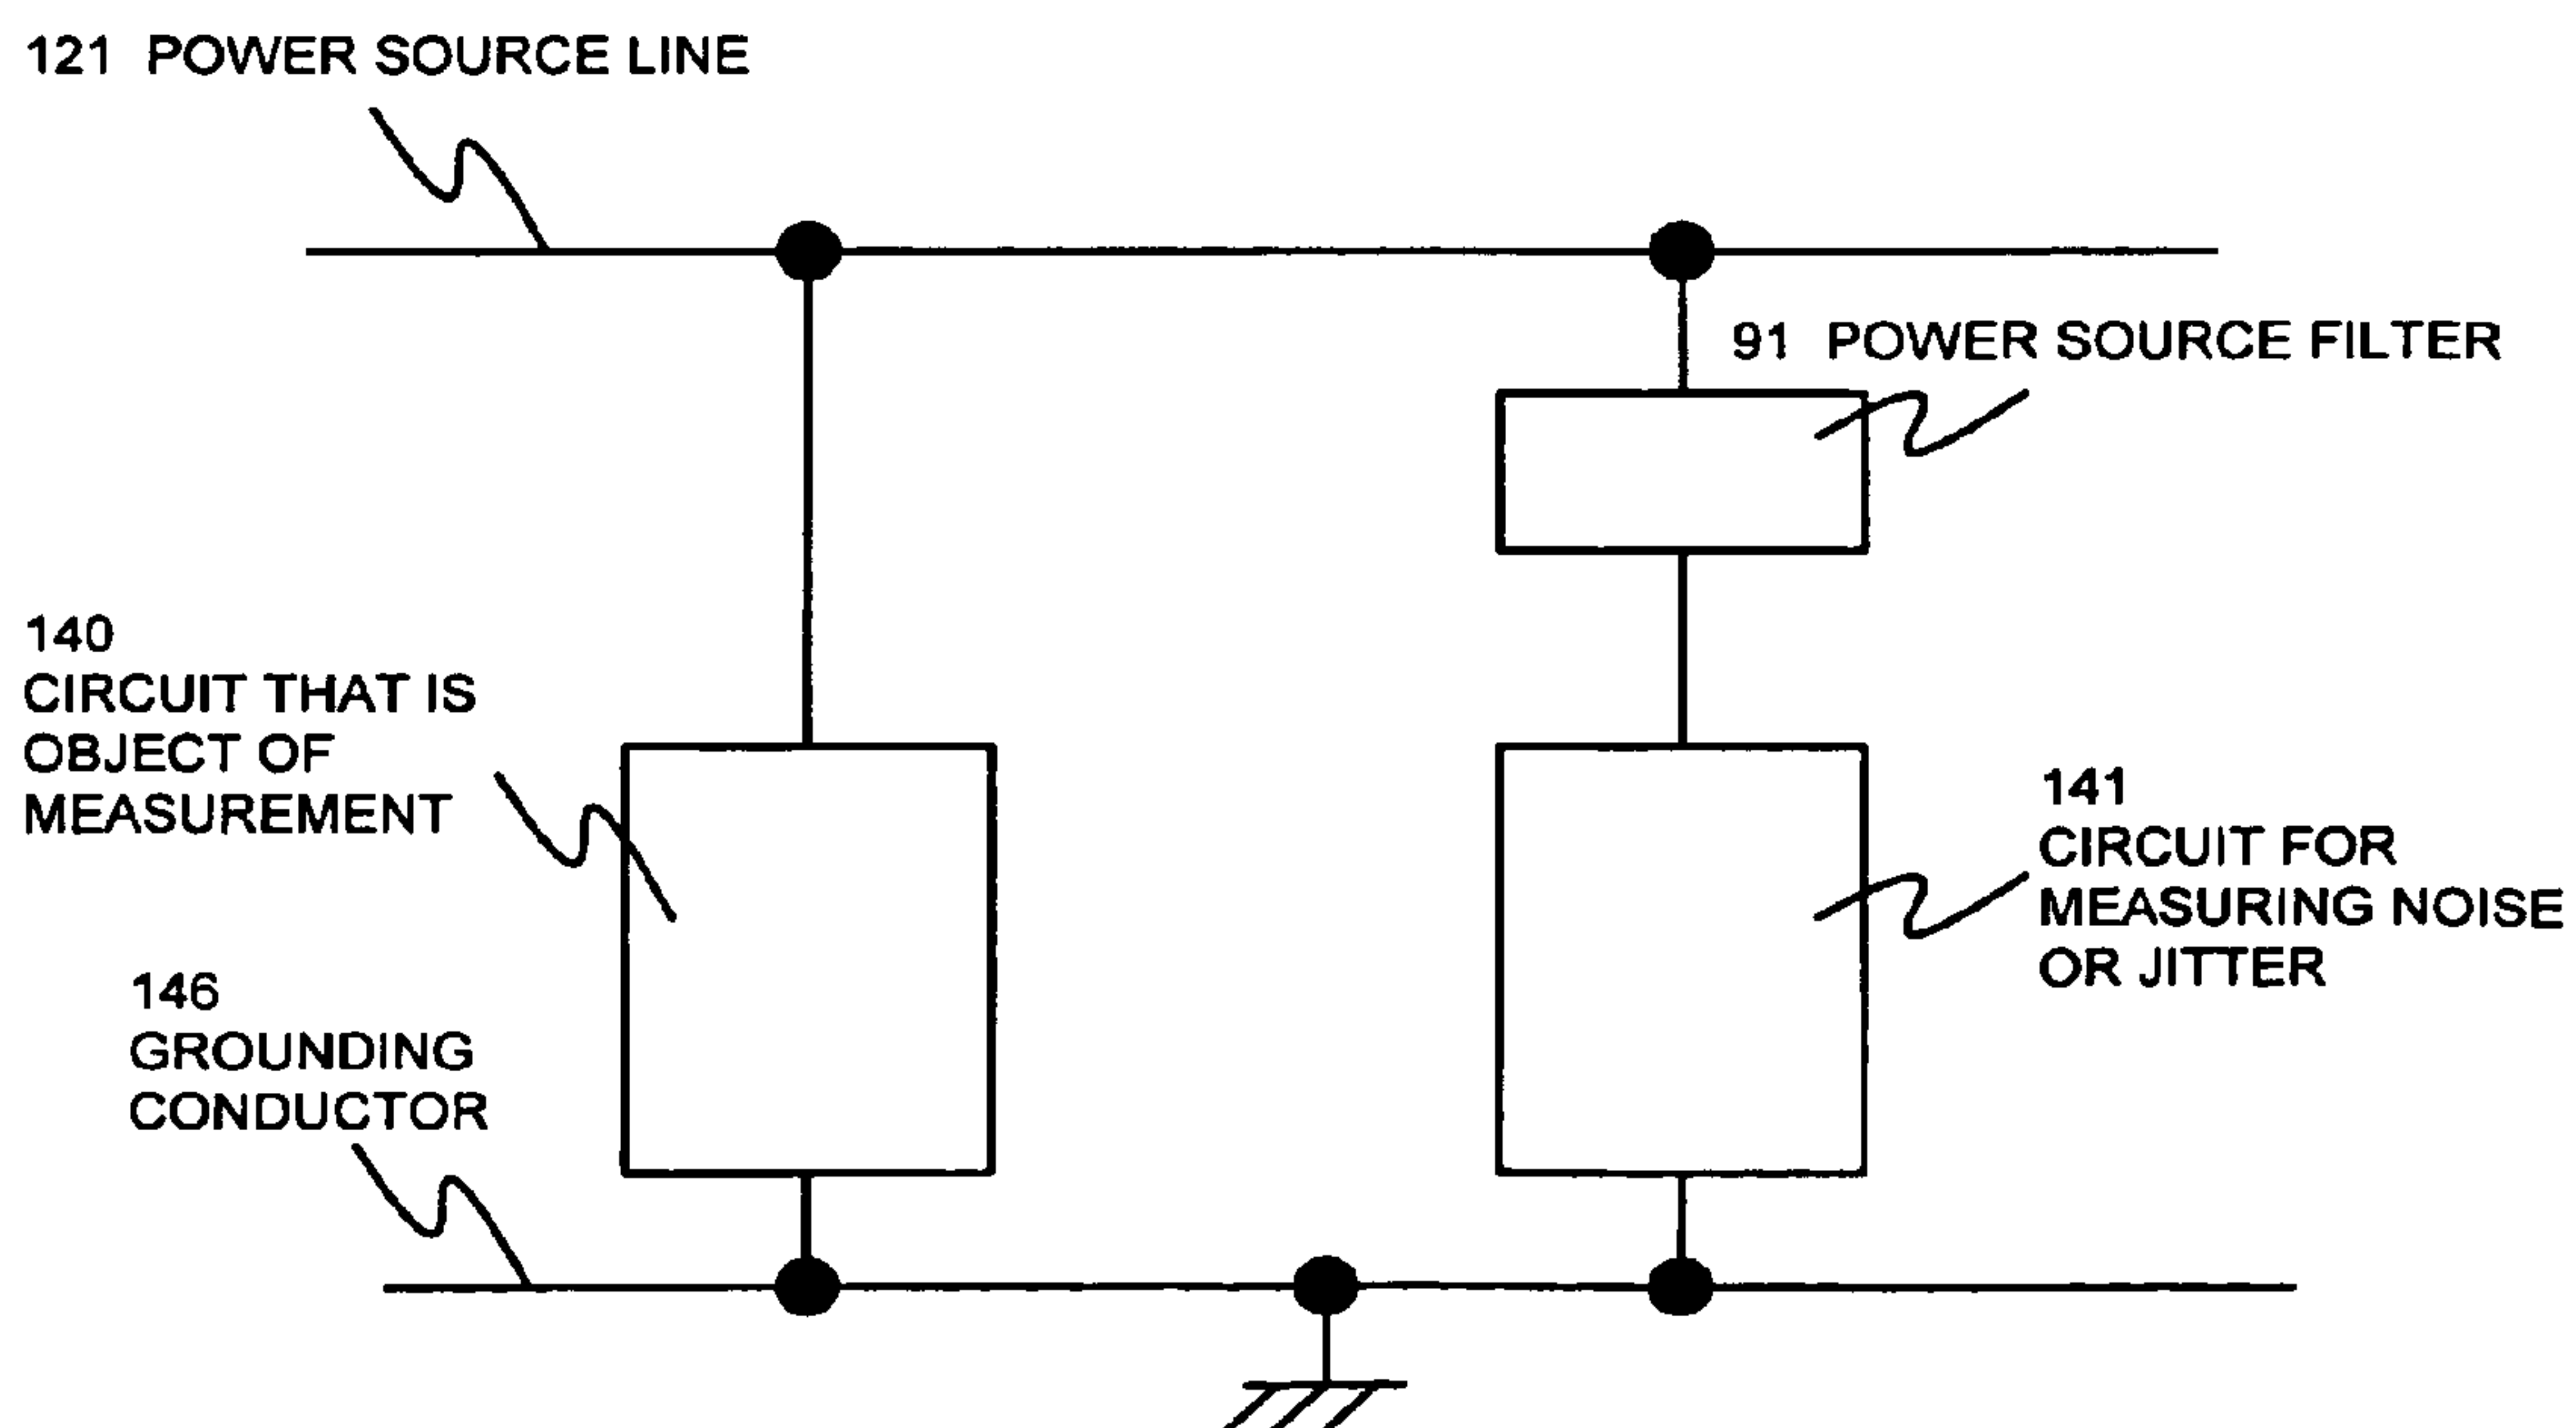 121 POWER SOURCE LINE
91 POWER SOURCE FILTER
140
CIRCUIT THAT IS
OBJECT OF
MEASUREMENT
141
CIRCUIT FOR
MEASURING NOISE
OR JITTER
146
GROUNDING
CONDUCTOR